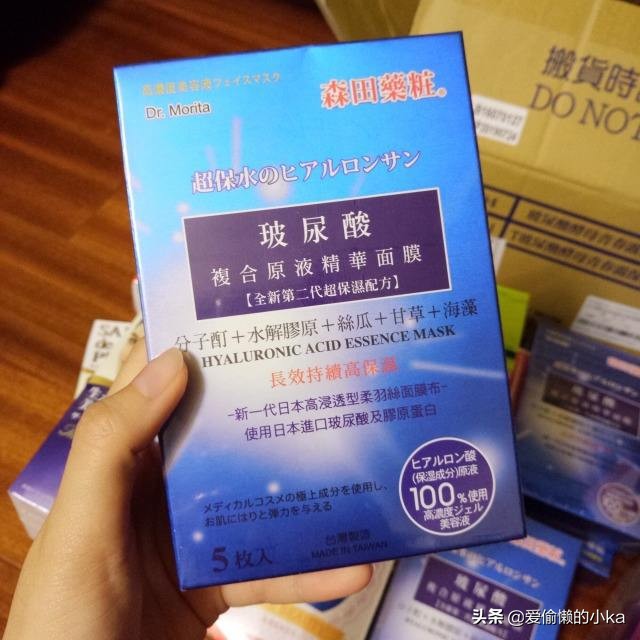 高濃度美容液フェイスマスク
Dr. Morita
森田藥粧®
超保水のヒアルロンサン
玻尿酸
複合原液精華面膜
【全新第二代超保濕配方】
分子酊＋水解膠原＋絲瓜＋甘草＋海藻
HYALURONIC ACID ESSENCE MASK
長效持續高保濕
-新一代日本高浸透型柔羽絲面膜布-
使用日本進口玻尿酸及膠原蛋白
ヒアルロン酸
(保湿成分)原液
100%使用
高濃度ジェル
美容液
メディカルコスメの極上成分を使用し、
お肌にはりと弾力を与える
5枚入
台灣製造
MADE IN TAIWAN
搬貨時
DO NOT
玻尿酸
玻尿酸
头条 @爱偷懒的小ka